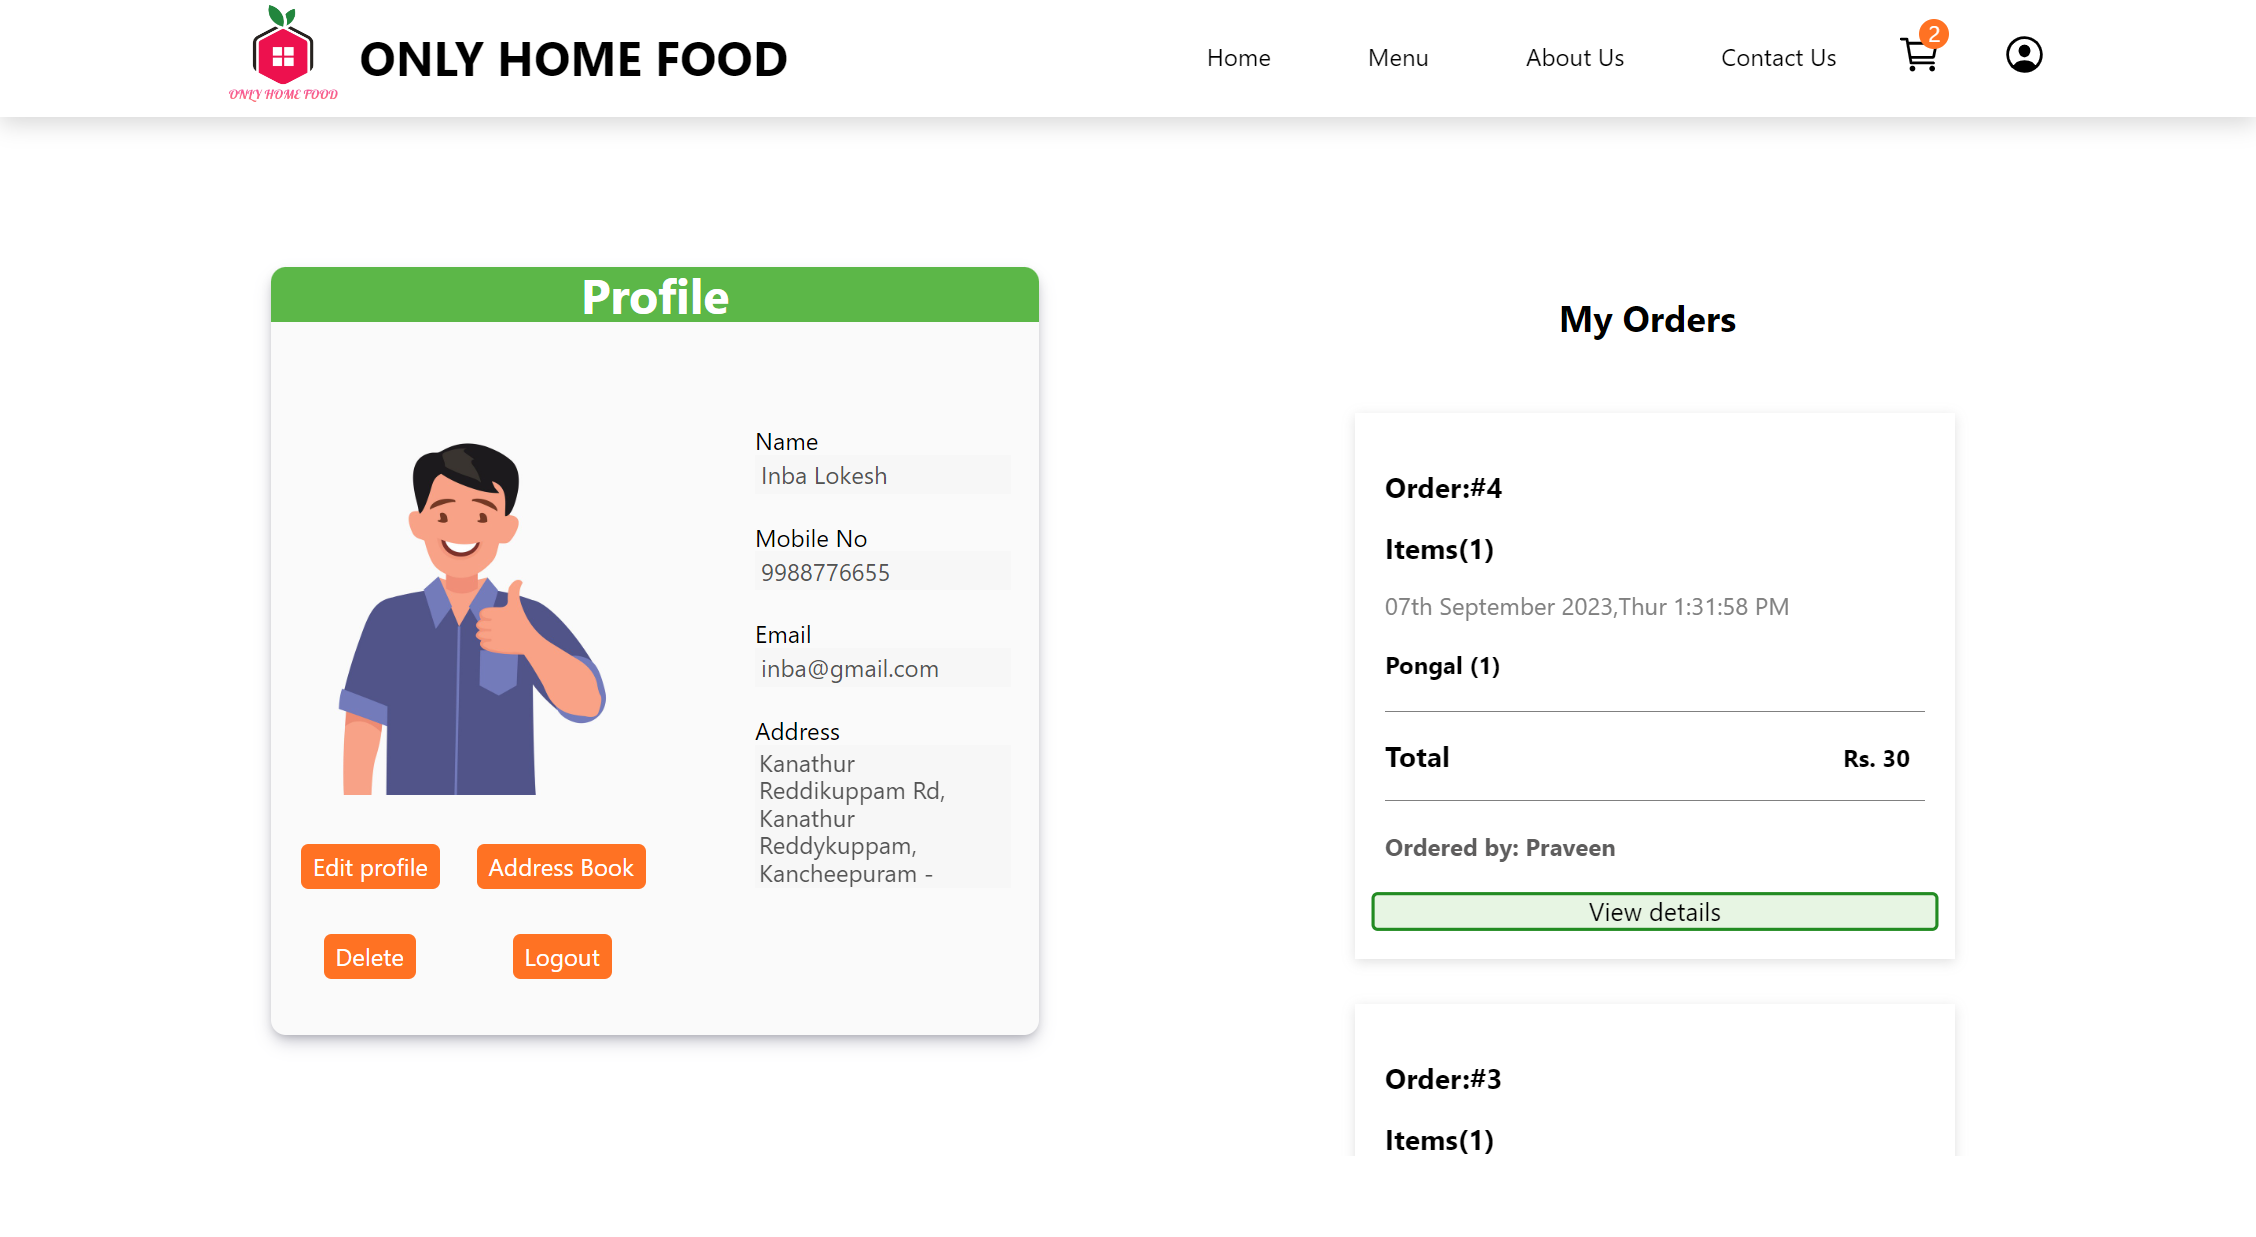 ONLY HOME FOOD
ONLY HOME FOOD
Home
Menu
About Us
Contact Us
2
Profile
Name
Inba Lokesh
Mobile No
9988776655
Email
inba@gmail.com
Address
Kanathur
Reddikuppam Rd,
Kanathur
Reddykuppam,
Kancheepuram -
Edit profile
Address Book
Delete
Logout
My Orders
Order:#4
Items(1)
07th September 2023,Thur 1:31:58 PM
Pongal (1)
Total
Rs. 30
Ordered by: Praveen
View details
Order:#3
Items(1)